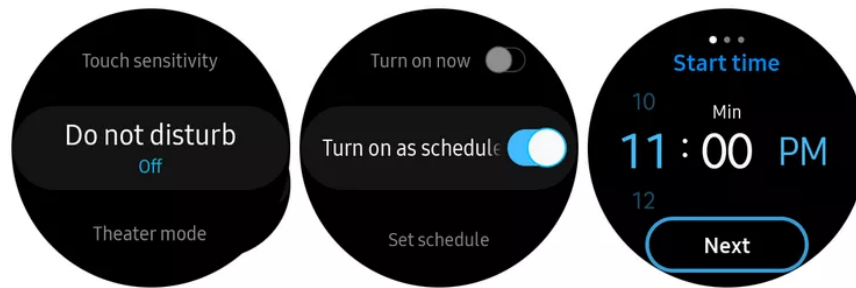 Touch sensitivity
Do not disturb
Off
Theater mode
Turn on now
Turn on as schedule
Set schedule
Start time
10
Min
11 : 00 PM
12
Next